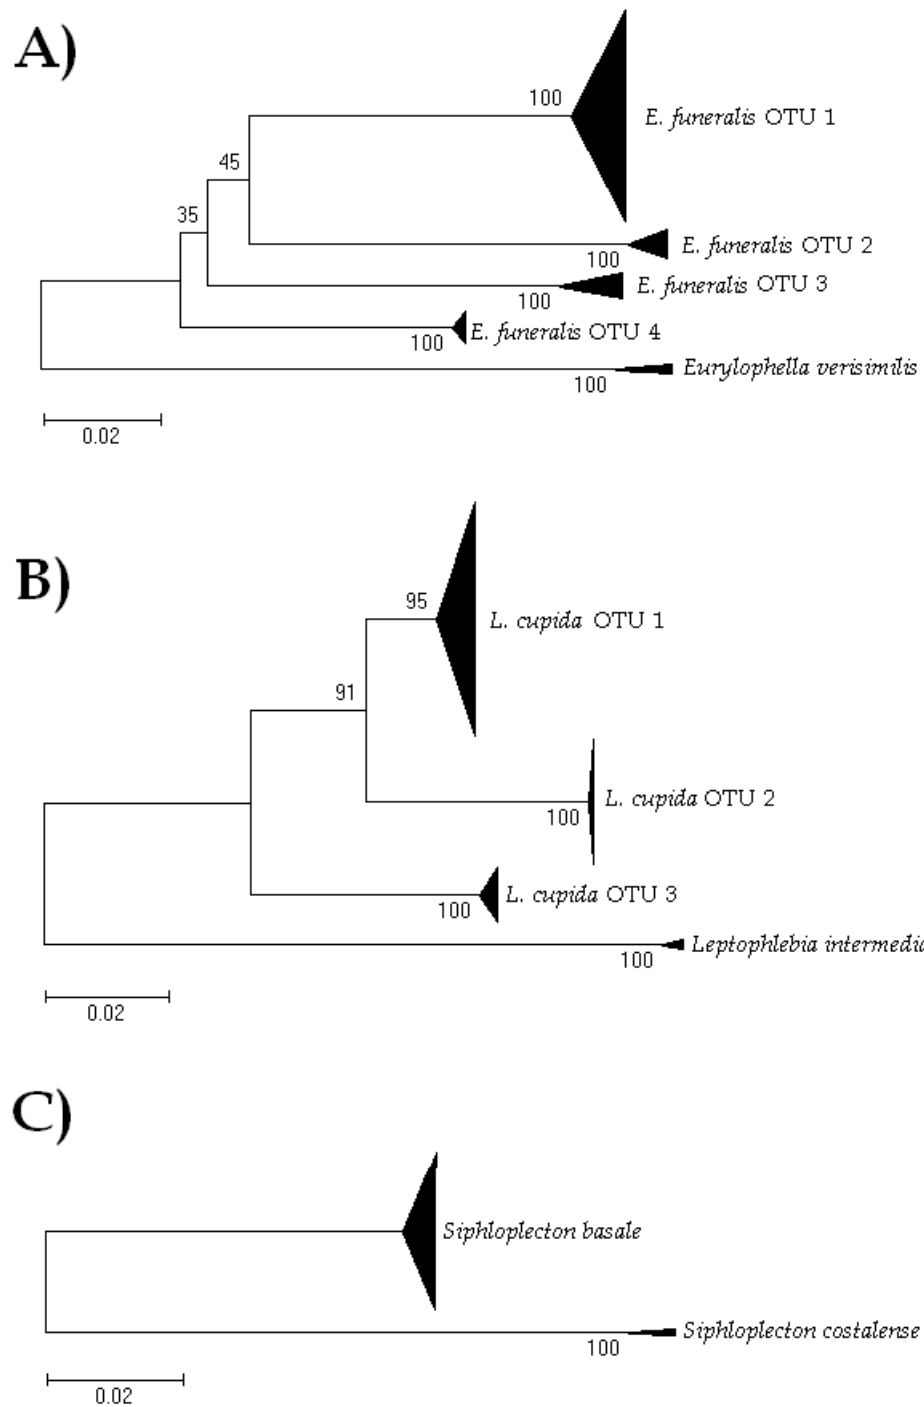 A)
100
E. funeralis OTU 1
45
35
E. funeralis OTU 2
100
E. funeralis OTU 3
100
E. funeralis OTU 4
100
Eurylophella verisimilis
100
0.02
B)
95
L. cupida OTU 1
91
L. cupida OTU 2
100
L. cupida OTU 3
100
Leptophlebia intermedia
100
0.02
C)
Siphloplecton basale
Siphloplecton costalense
100
0.02